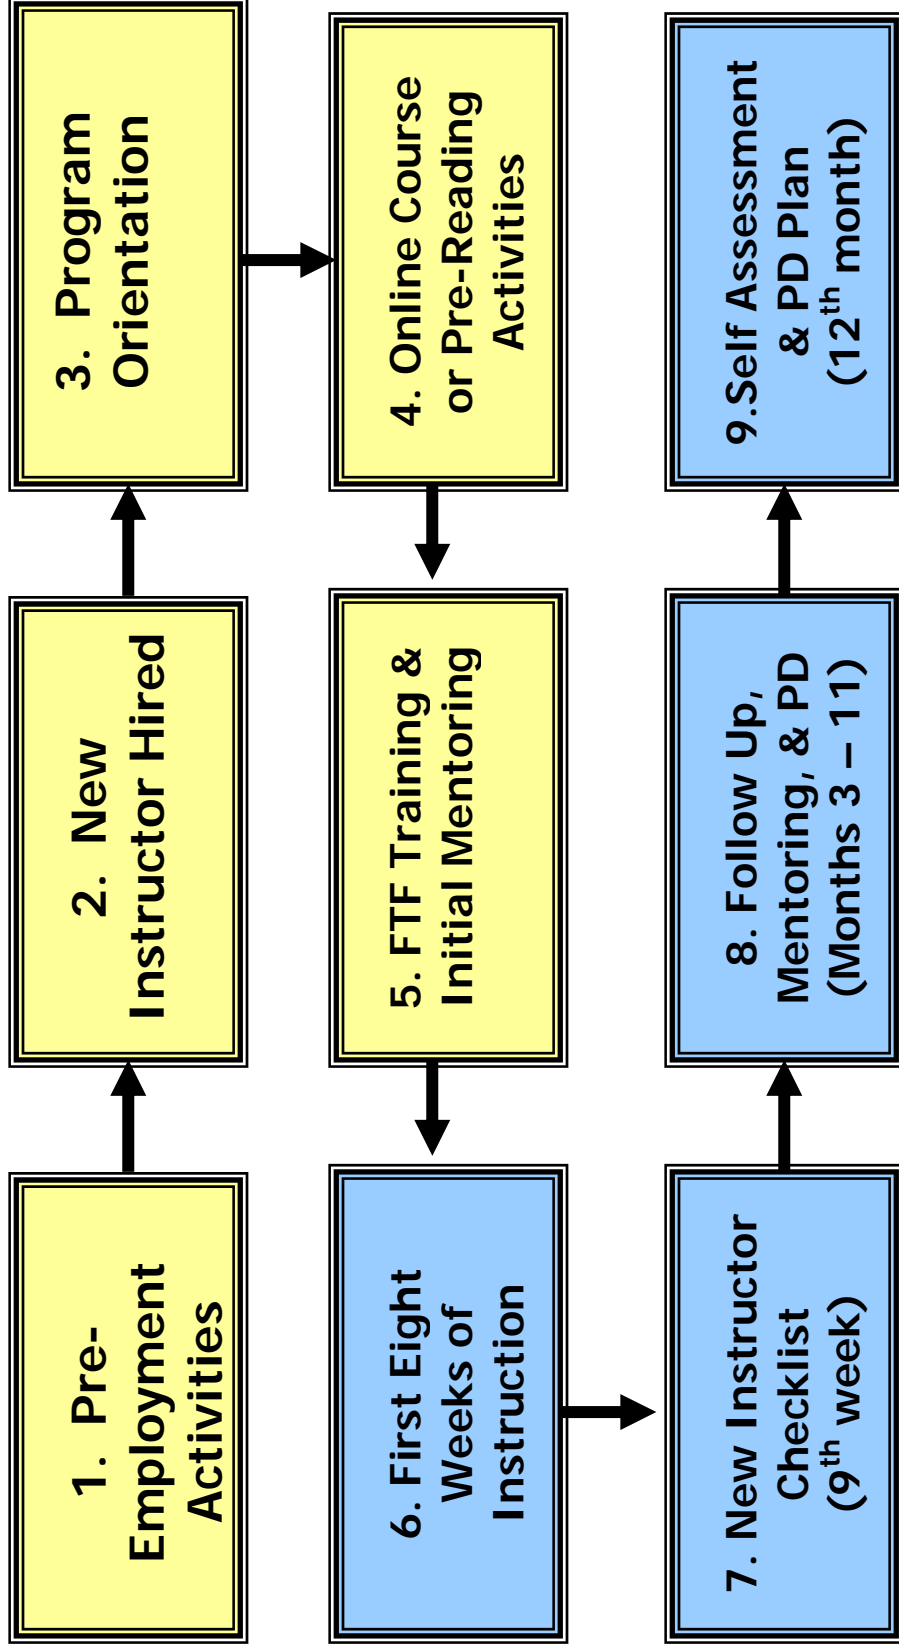 1. Pre-
Employment
Activities
2. New
Instructor Hired
3. Program
Orientation
4. Online Course
or Pre-Reading
Activities
5. FTF Training &
Initial Mentoring
6. First Eight
Weeks of
Instruction
7. New Instructor
Checklist
(9th week)
8. Follow Up,
Mentoring, & PD
(Months 3 – 11)
9.Self Assessment
& PD Plan
(12th month)